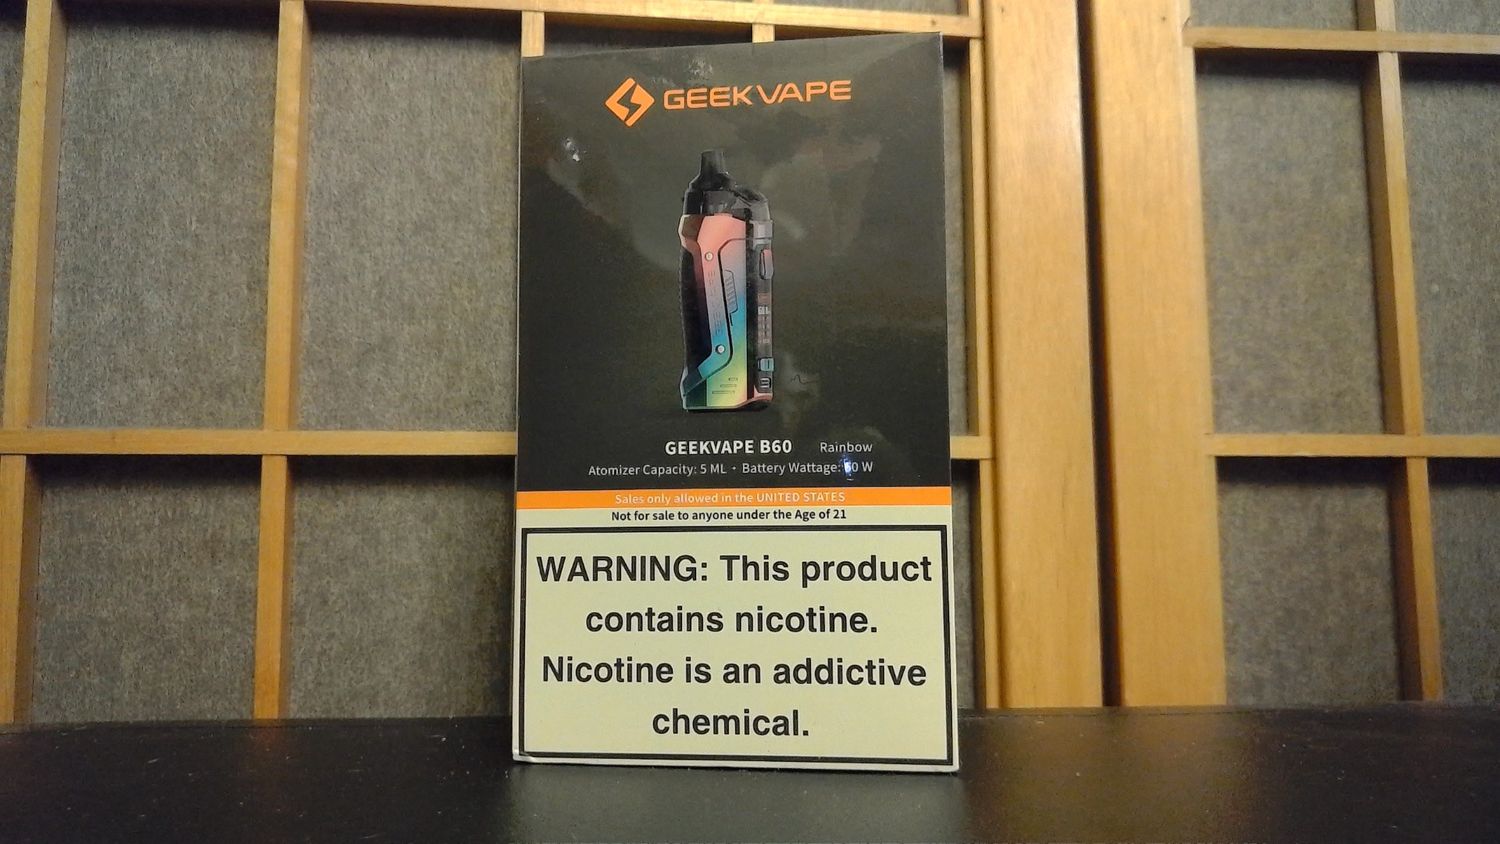 GEEKVAPE
GEEKVAPE B60 Rainbow
Atomizer Capacity: 5 ML • Battery Wattage: 0 W
Sales only allowed in the UNITED STATES
Not for sale to anyone under the Age of 21
WARNING: This product
contains nicotine.
Nicotine is an addictive
chemical.